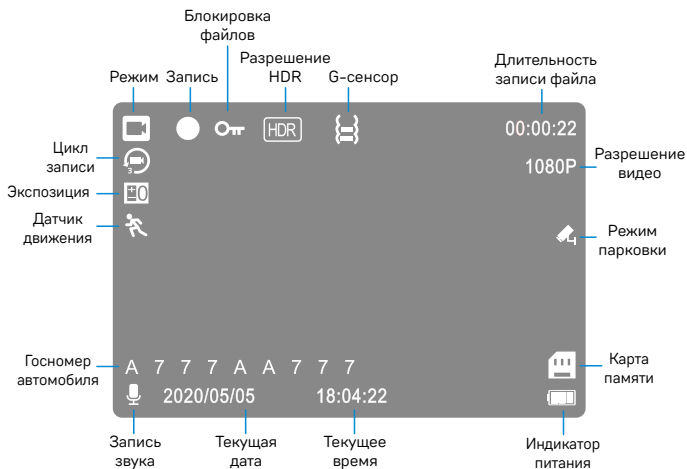 Блокировка
файлов
Режим
Запись
Разрешение
HDR
G-сенсор
Длительность
записи файла
HDR
00:00:22
Цикл
записи
3
1080P
Разрешение
видео
Экспозиция
±0
Датчик
движения
Режим
парковки
Госномер
автомобиля
A 7 7 7 A A 7 7 7
Карта
памяти
2020/05/05
18:04:22
Запись
звука
Текущая
дата
Текущее
время
Индикатор
питания